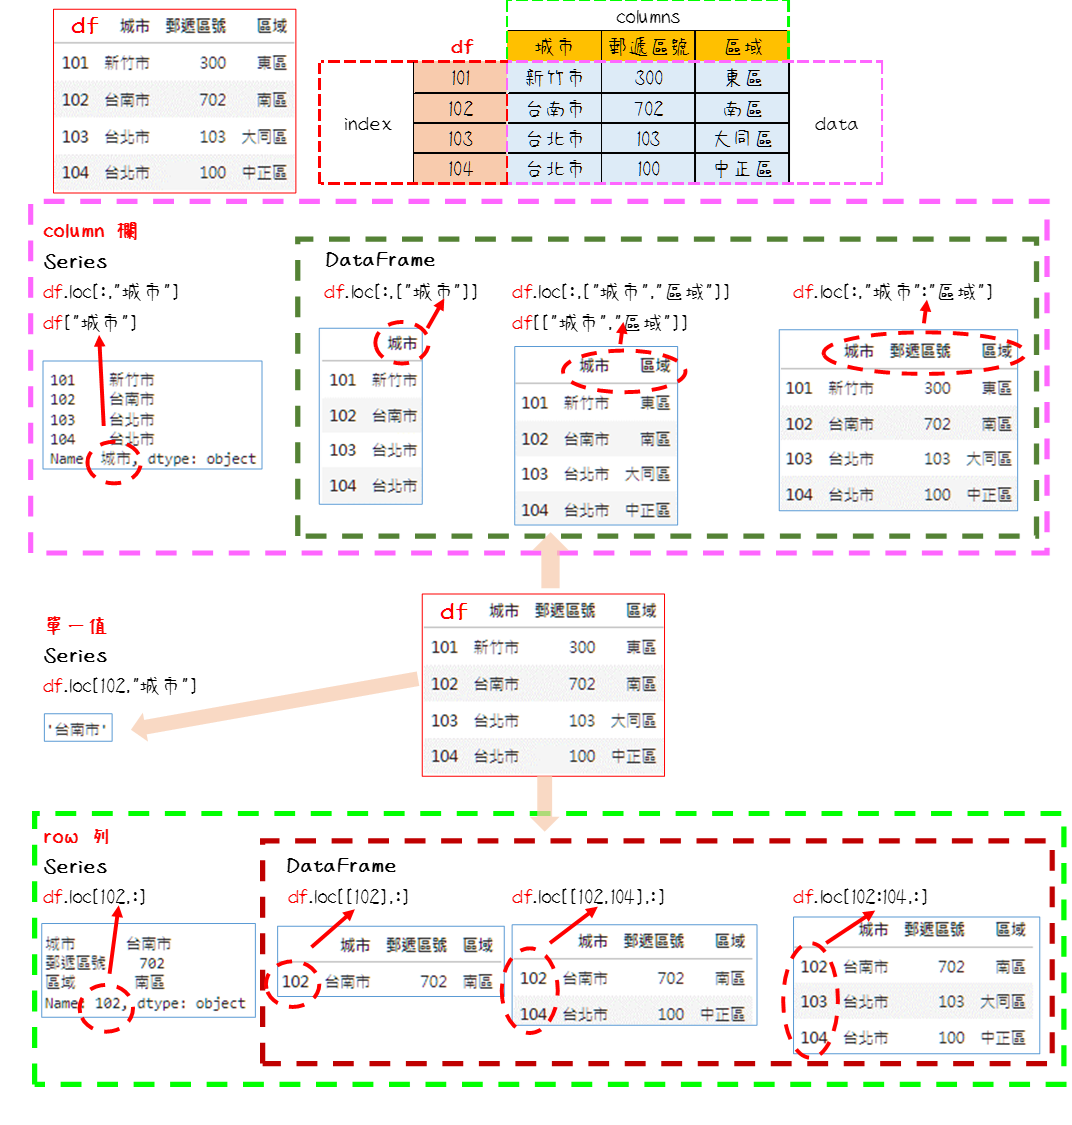 df 城市 郵遞區號 區域
101 新竹市 300 東區
102 台南市 702 南區
103 台北市 103 大同區
104 台北市 100 中正區
columns
df 城市 郵遞區號 區域
index
101 新竹市 300 東區
102 台南市 702 南區
103 台北市 103 大同區
104 台北市 100 中正區
data
column 欄
Series
df.loc[:,"城市"]
df["城市"]
101 新竹市
102 台南市
103 台北市
104 台北市
Name: 城市, dtype: object
DataFrame
df.loc[:,["城市"]]
城市
101 新竹市
102 台南市
103 台北市
104 台北市
df.loc[:,["城市","區域"]]
df[["城市","區域"]]
城市 區域
101 新竹市 東區
102 台南市 南區
103 台北市 大同區
104 台北市 中正區
df.loc[:,"城市":"區域"]
城市 郵遞區號 區域
101 新竹市 300 東區
102 台南市 702 南區
103 台北市 103 大同區
104 台北市 100 中正區
單一值
Series
df.loc[102,"城市"]
'台南市'
df 城市 郵遞區號 區域
101 新竹市 300 東區
102 台南市 702 南區
103 台北市 103 大同區
104 台北市 100 中正區
row 列
Series
df.loc[102,:]
城市 台南市
郵遞區號 702
區域 南區
Name: 102, dtype: object
DataFrame
df.loc[[102],:]
城市 郵遞區號 區域
102 台南市 702 南區
df.loc[[102,104],:]
城市 郵遞區號 區域
102 台南市 702 南區
104 台北市 100 中正區
df.loc[102:104,:]
城市 郵遞區號 區域
102 台南市 702 南區
103 台北市 103 大同區
104 台北市 100 中正區